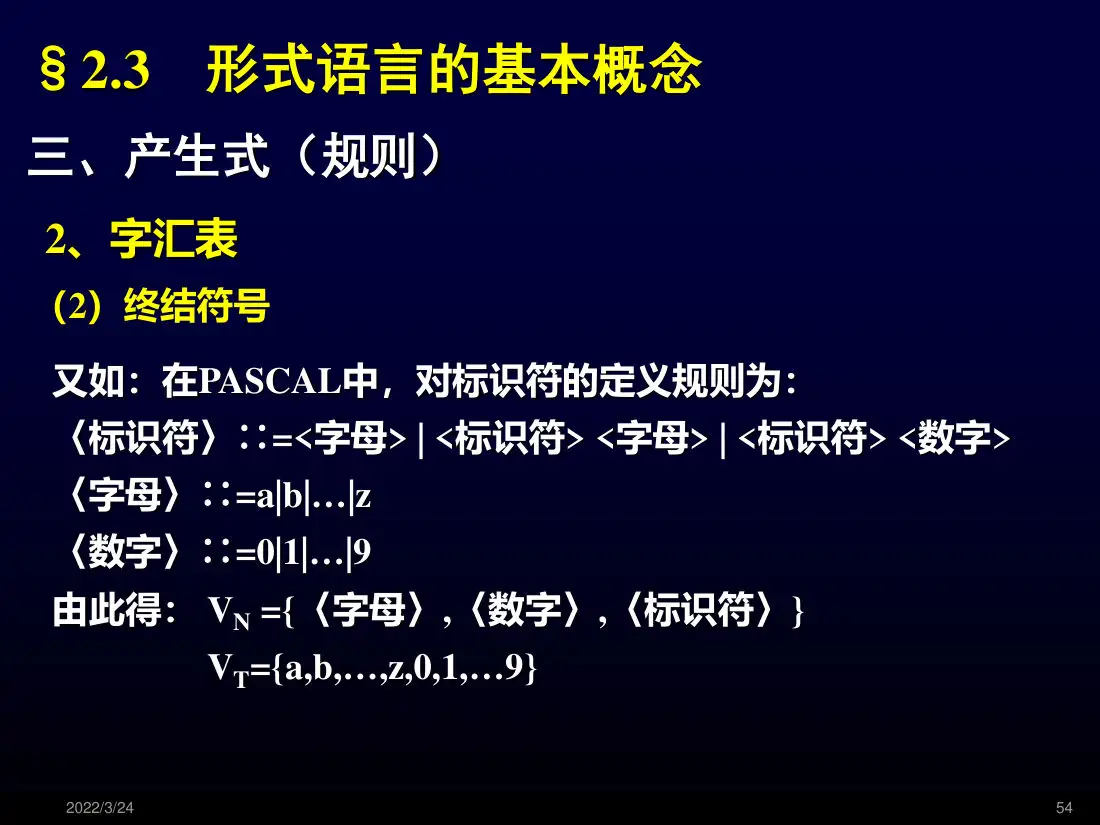 §2.3 形式语言的基本概念
三、产生式（规则）
2、字汇表
（2）终结符号
又如：在PASCAL中，对标识符的定义规则为：
〈标识符〉∷=<字母> | <标识符> <字母> | <标识符> <数字>
〈字母〉∷=a|b|…|z
〈数字〉∷=0|1|…|9
由此得： VN ={〈字母〉,〈数字〉,〈标识符〉}
VT={a,b,…,z,0,1,…9}
2022/3/24 54